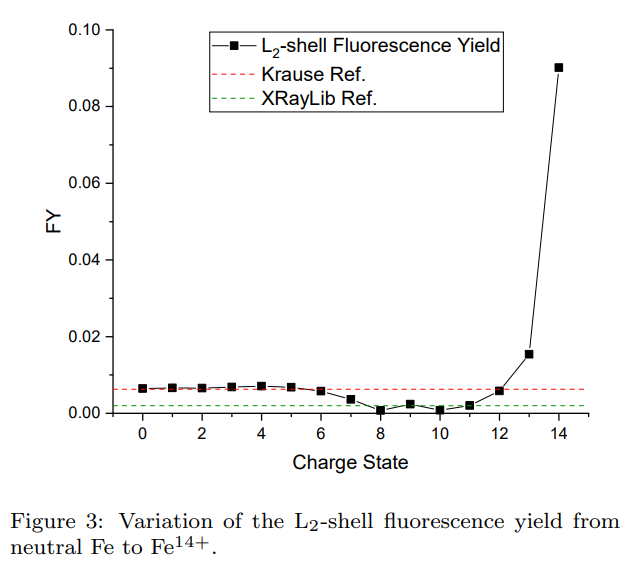 0.10
0.08
0.06
0.04
0.02
0.00
FY
L₂-shell Fluorescence Yield
Krause Ref.
XRayLib Ref.
0 2 4 6 8 10 12 14
Charge State
Figure 3: Variation of the L₂-shell fluorescence yield from
neutral Fe to Fe¹⁴⁺.